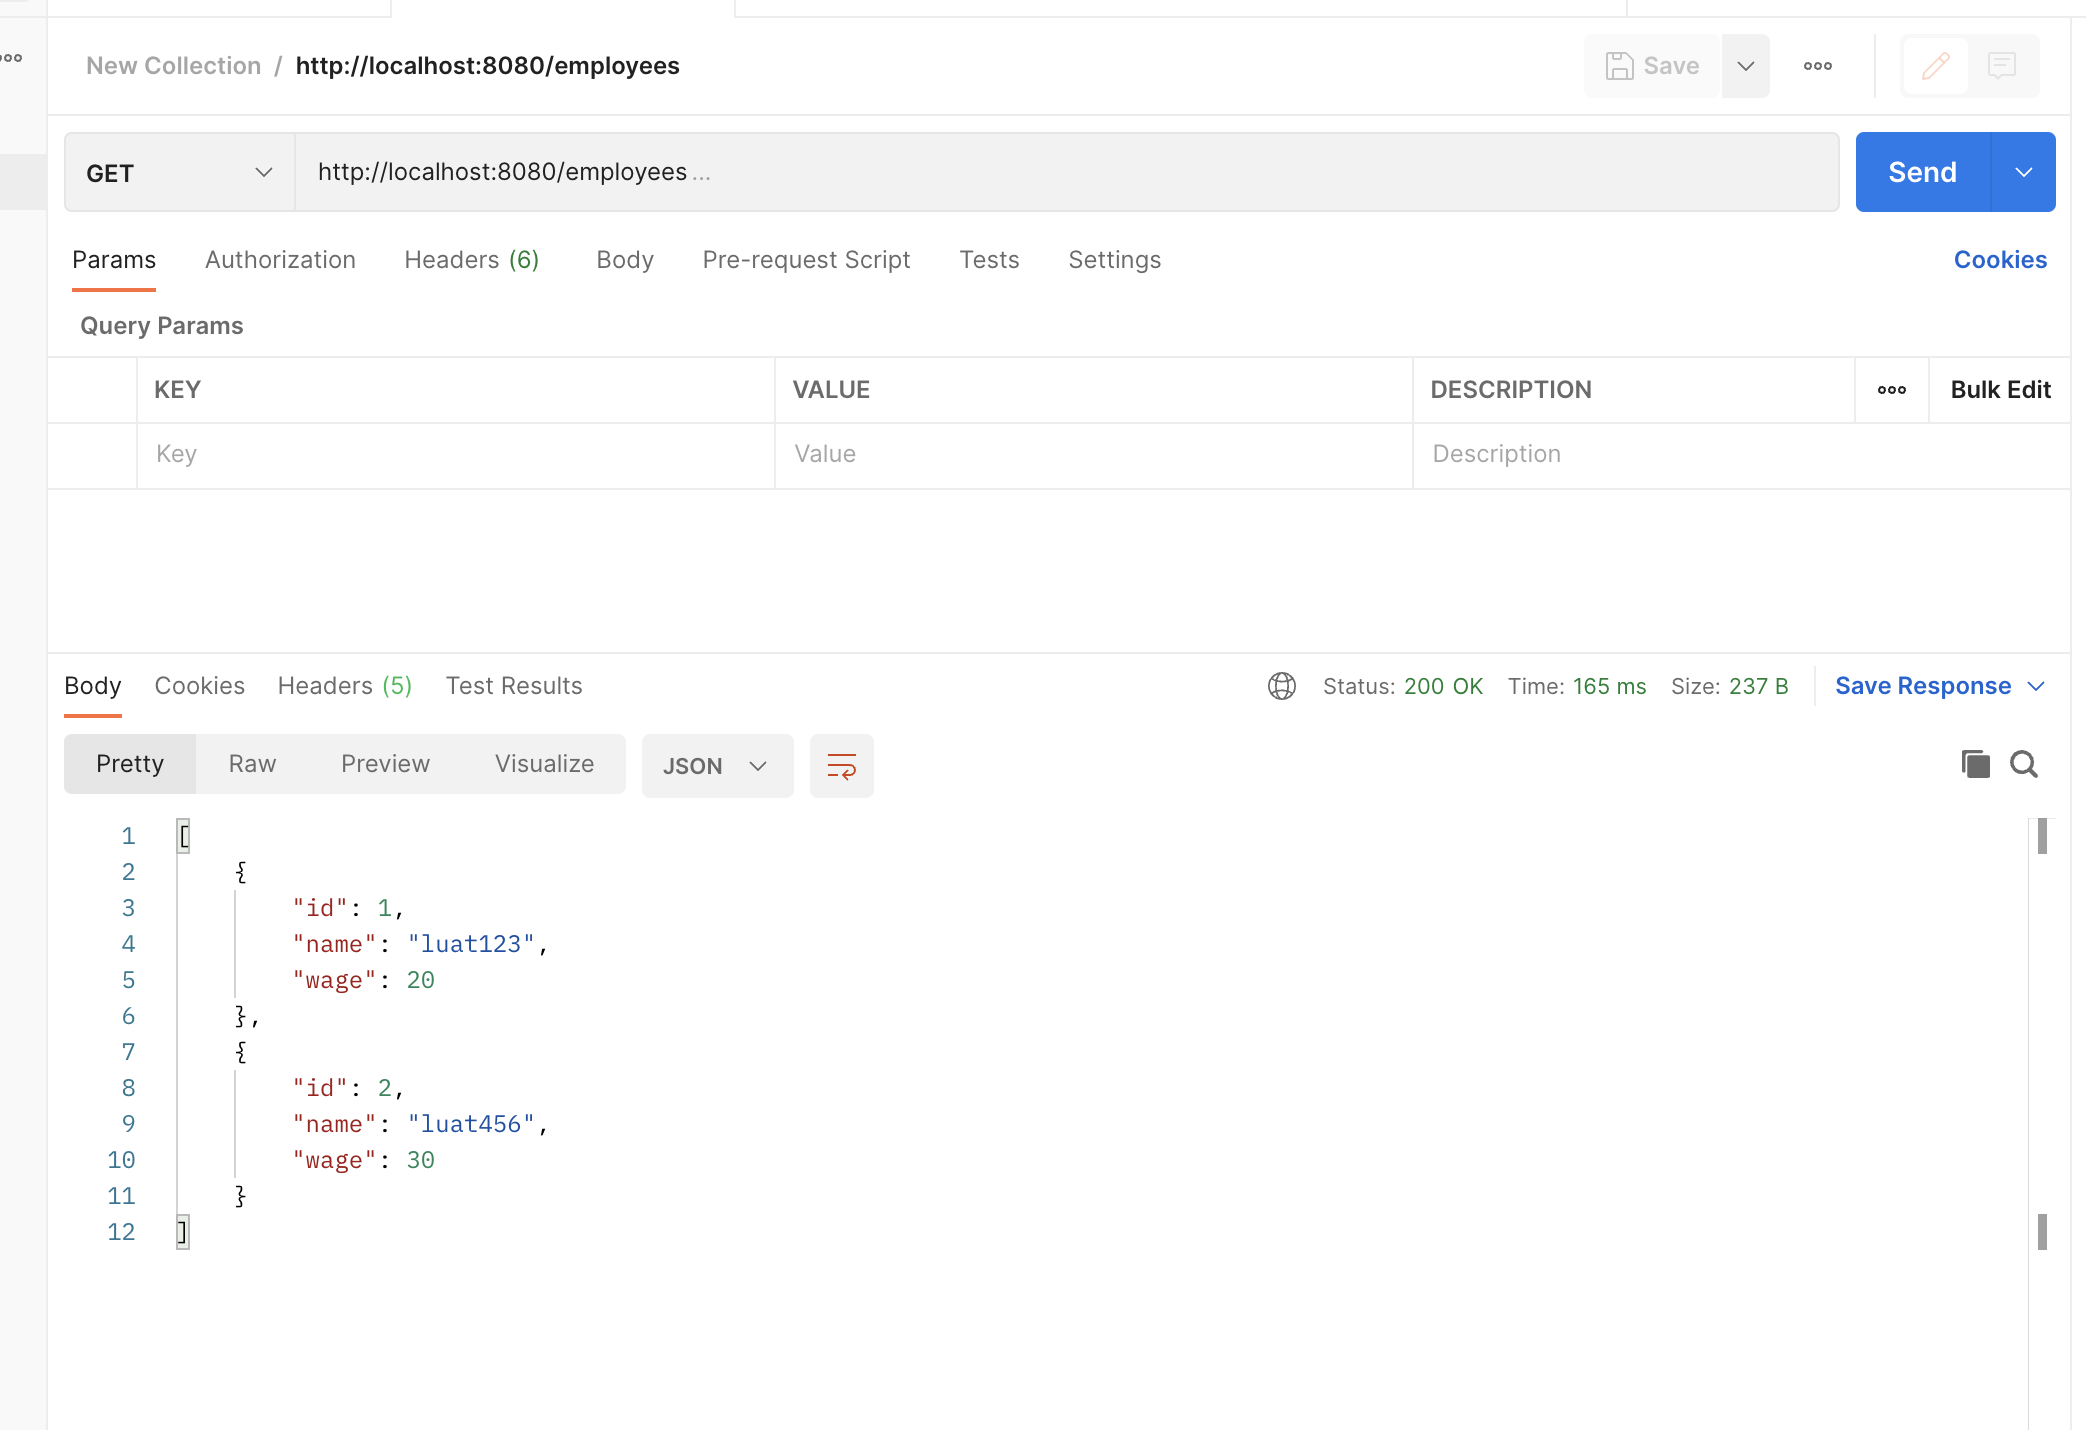 New Collection / http://localhost:8080/employees
Save
GET
http://localhost:8080/employees ...
Send
Params Authorization Headers (6) Body Pre-request Script Tests Settings Cookies
Query Params
KEY VALUE DESCRIPTION Bulk Edit
Key Value Description
Body Cookies Headers (5) Test Results Status: 200 OK Time: 165 ms Size: 237 B Save Response
Pretty Raw Preview Visualize JSON
1 [
2 {
3 "id": 1,
4 "name": "luat123",
5 "wage": 20
6 },
7 {
8 "id": 2,
9 "name": "luat456",
10 "wage": 30
11 }
12 ]